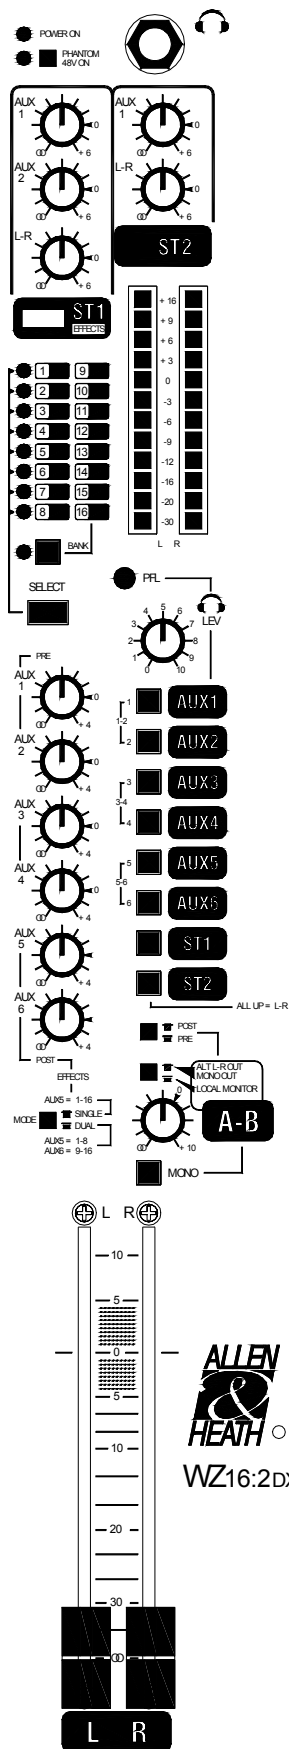 POWER ON
PHANTOM
48V ON
AUX
1
0
+6
AUX
1
0
+6
AUX
2
0
+6
L-R
0
+6
L-R
0
+6
ST2
ST1
EFFECTS
+16
+9
+6
+3
0
-3
-6
-9
-12
-16
-20
-30
L R
1 9
2 10
3 11
4 12
5 13
6 14
7 15
8 16
BANK
SELECT
PFL
LEV
0 1 2 3 4 5 6 7 8 9 10
PRE
AUX
1
0
+4
AUX
2
0
+4
AUX
3
0
+4
AUX
4
0
+4
AUX
5
+4
AUX
6
+4
POST
1
1-2
2
3
3-4
4
5
5-6
6
AUX1
AUX2
AUX3
AUX4
AUX5
AUX6
ST1
ST2
ALL UP = L-R
POST
PRE
ALT L-R OUT
MONO OUT
LOCAL MONITOR
0
+10
A-B
MONO
EFFECTS
AUX5 = 1-16
MODE
SINGLE
DUAL
AUX5 = 1-8
AUX6 = 9-16
L R
10
5
0
5
10
20
30
∞
L R
ALLEN
&
HEATH
WZ16:2DX